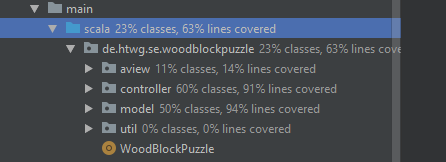 main
scala 23% classes, 63% lines covered
de.htwg.se.woodblockpuzzle 23% classes, 63% lines cove
aview 11% classes, 14% lines covered
controller 60% classes, 91% lines covered
model 50% classes, 94% lines covered
util 0% classes, 0% lines covered
WoodBlockPuzzle